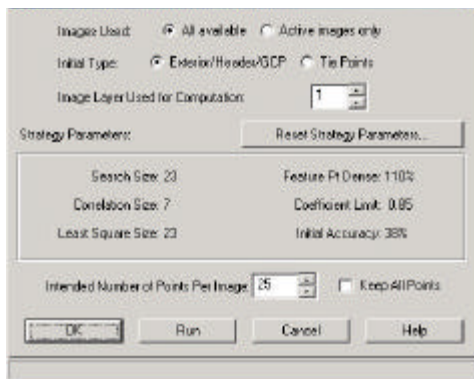 Images Used: All available Active images only
Initial Type: Exterior/Header/GCP Tie Points
Image Layer Used for Computation: 1
Strategy Parameters: Reset Strategy Parameters...
Search Size: 23 Feature Pt Dense: 110%
Correlation Size: 7 Coefficient Limit: 0.85
Least Square Size: 23 Initial Accuracy: 38%
Intended Number of Points Per Image: 25 Keep All Points
OK Run Cancel Help